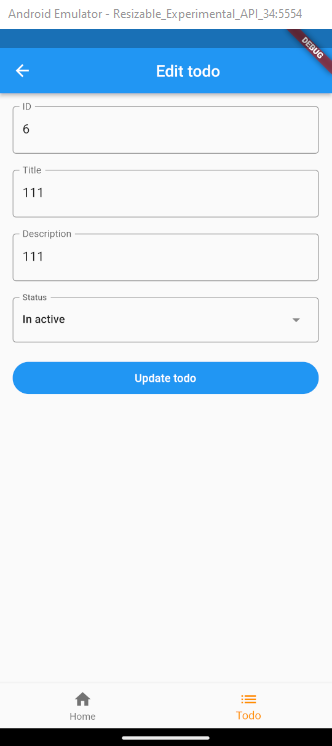 Android Emulator - Resizable_Experimental_API_34:5554
DEBUG
Edit todo
ID
6
Title
111
Description
111
Status
In active
Update todo
Home
Todo